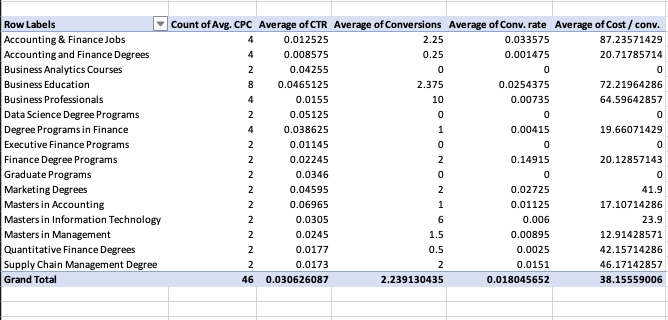 Row Labels Count of Avg. CPC Average of CTR Average of Conversions Average of Conv. rate Average of Cost / conv.
Accounting & Finance Jobs 4 0.012525 2.25 0.033575 87.23571429
Accounting and Finance Degrees 4 0.008575 0.25 0.001475 20.71785714
Business Analytics Courses 2 0.04255 0 0 0
Business Education 8 0.0465125 2.375 0.0254375 72.21964286
Business Professionals 4 0.0155 10 0.00735 64.59642857
Data Science Degree Programs 2 0.05125 0 0 0
Degree Programs in Finance 4 0.038625 1 0.00415 19.66071429
Executive Finance Programs 2 0.01145 0 0 0
Finance Degree Programs 2 0.02245 2 0.14915 20.12857143
Graduate Programs 2 0.0346 0 0 0
Marketing Degrees 2 0.04595 2 0.02725 41.9
Masters in Accounting 2 0.06965 1 0.01125 17.10714286
Masters in Information Technology 2 0.0305 6 0.006 23.9
Masters in Management 2 0.0245 1.5 0.00895 12.91428571
Quantitative Finance Degrees 2 0.0177 0.5 0.0025 42.15714286
Supply Chain Management Degree 2 0.0173 2 0.0151 46.17142857
Grand Total 46 0.030626087 2.239130435 0.018045652 38.15559006